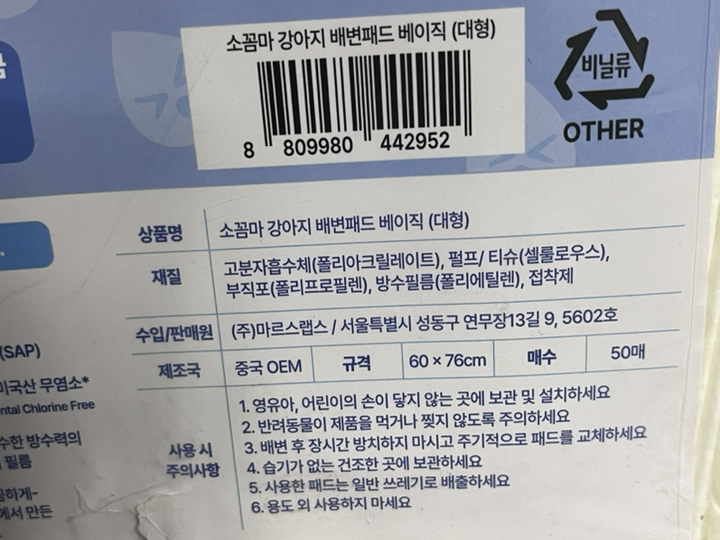 소꼼마 강아지 배변패드 베이직 (대형)
8 809980 442952
비닐류
OTHER
상품명 소꼼마 강아지 배변패드 베이직 (대형)
재질 고분자흡수체(폴리아크릴레이트), 펄프/ 티슈(셀룰로우스),
부직포(폴리프로필렌), 방수필름(폴리에틸렌), 접착제
수입/판매원 (주)마르스랩스 / 서울특별시 성동구 연무장13길 9, 5602호
제조국 중국 OEM 규격 60 × 76cm 매수 50매
사용 시
주의사항
1. 영유아, 어린이의 손이 닿지 않는 곳에 보관 및 설치하세요
2. 반려동물이 제품을 먹거나 찢지 않도록 주의하세요
3. 배변 후 장시간 방치하지 마시고 주기적으로 패드를 교체하세요
4. 습기가 없는 건조한 곳에 보관하세요
5. 사용한 패드는 일반 쓰레기로 배출하세요
6. 용도 외 사용하지 마세요
(SAP)
미국산 무염소*
ntal Chlorine Free
수한 방수력의
필름
에서 만든